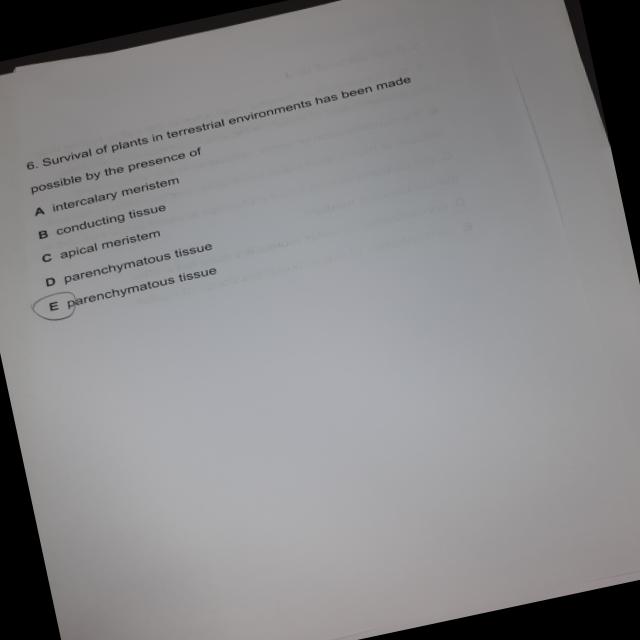 6. Survival of plants in terrestrial environments has been made
possible by the presence of
A intercalary meristem
B conducting tissue
C apical meristem
D parenchymatous tissue
E parenchymatous tissue